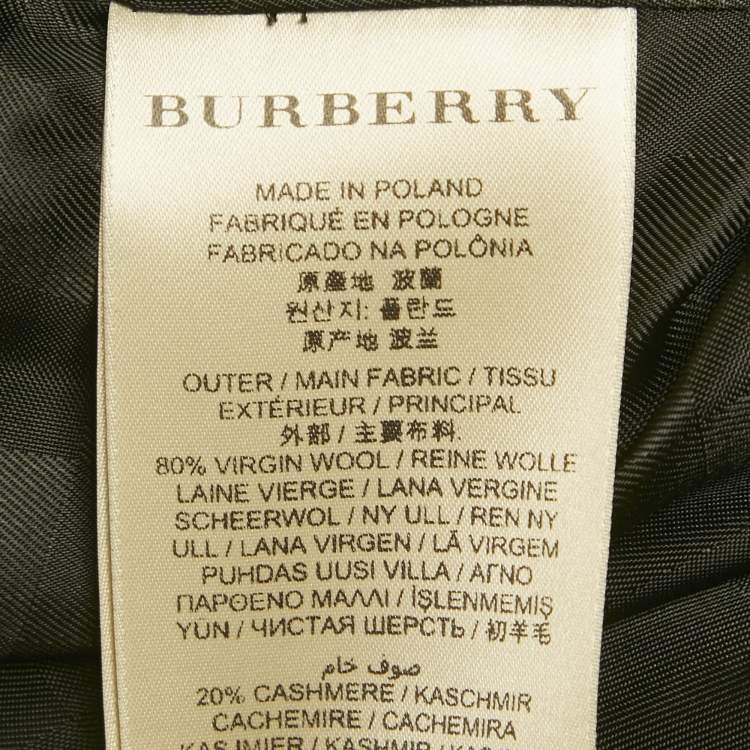 BURBERRY
MADE IN POLAND
FABRIQUÉ EN POLOGNE
FABRICADO NA POLÔNIA
原產地 波蘭
원산지: 폴란드
原产地 波兰
OUTER / MAIN FABRIC / TISSU
EXTÉRIEUR / PRINCIPAL
外部 / 主要布料
80% VIRGIN WOOL / REINE WOLLE
LAINE VIERGE / LANA VERGINE
SCHEERWOL / NY ULL / REN NY
ULL / LANA VIRGEN / LÃ VIRGEM
PUHDAS UUSI VILLA / ΑΓΝΟ
ΠΑΡΘΕΝΟ ΜΑΛΛΙ / İŞLENMEMİŞ
YÜN / ЧИСТАЯ ШЕРСТЬ / 初羊毛
صوف خام
20% CASHMERE / KASCHMIR
CACHEMIRE / CACHEMIRA
KASJMIER / KASHMIR